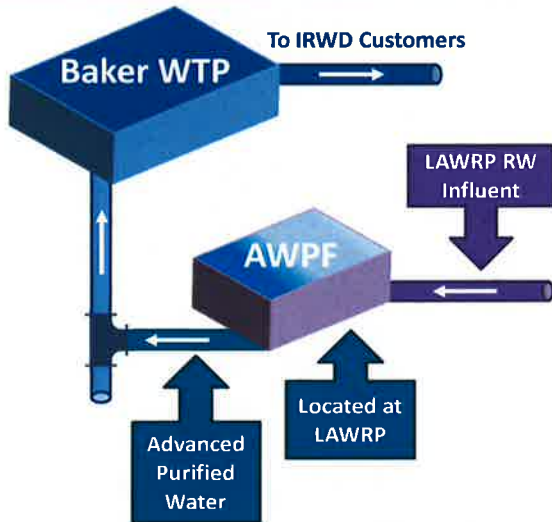 To IRWD Customers
Baker WTP
LAWRP RW
Influent
AWPF
Located at
LAWRP
Advanced
Purified
Water